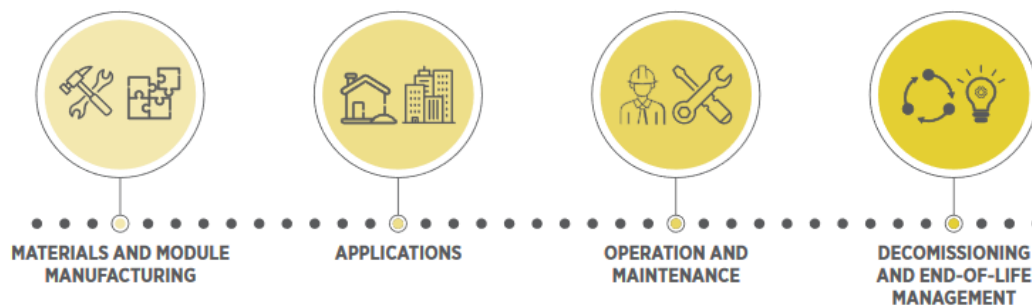 MATERIALS AND MODULE
MANUFACTURING
APPLICATIONS
OPERATION AND
MAINTENANCE
DECOMISSIONING
AND END-OF-LIFE
MANAGEMENT